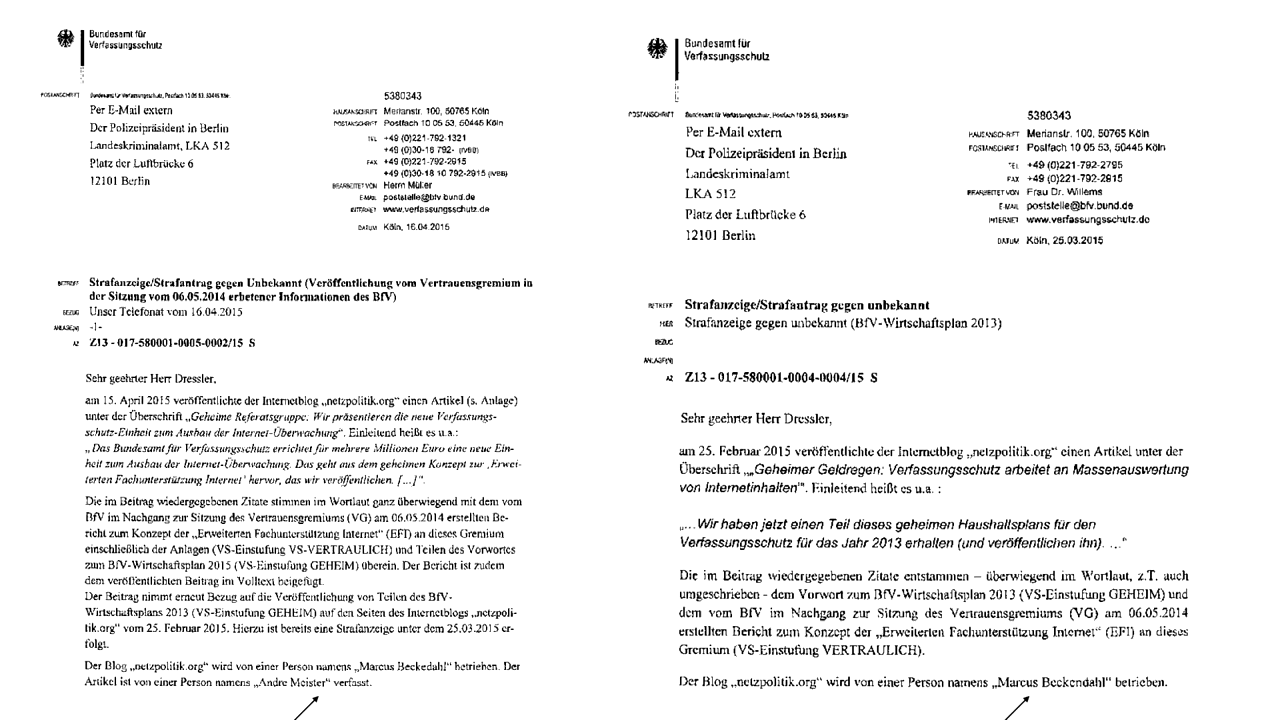 Bundesamt für
Verfassungsschutz
POSTANSCHRIFT Bundesamt für Verfassungsschutz, Postfach 10 05 53, 50445 Köln
Per E-Mail extern
Der Polizeipräsident in Berlin
Landeskriminalamt, LKA 512
Platz der Luftbrücke 6
12101 Berlin
5380343
HAUSANSCHRIFT Merianstr. 100, 50765 Köln
POSTANSCHRIFT Postfach 10 05 53, 50445 Köln
TEL +49 (0)221-792-1321
+49 (0)30-18 792- (IVBB)
FAX +49 (0)221-792-2915
+49 (0)30-18 10 792-2915 (IVBB)
BEARBEITET VON Herrn Müller
E-MAIL poststelle@bfv.bund.de
INTERNET www.verfassungsschutz.de
DATUM Köln, 16.04.2015
BETREFF Strafanzeige/Strafantrag gegen Unbekannt (Veröffentlichung vom Vertrauensgremium in
der Sitzung vom 06.05.2014 erbetener Informationen des BfV)
BEZUG Unser Telefonat vom 16.04.2015
ANLAGE(N) -1-
AZ Z13 - 017-580001-0005-0002/15 S
Sehr geehrter Herr Dressler,
am 15. April 2015 veröffentlichte der Internetblog „netzpolitik.org“ einen Artikel (s. Anlage)
unter der Überschrift „Geheime Referatsgruppe: Wir präsentieren die neue Verfassungs-
schutz-Einheit zum Ausbau der Internet-Überwachung“. Einleitend heißt es u.a.:
„Das Bundesamt für Verfassungsschutz errichtet für mehrere Millionen Euro eine neue Ein-
heit zum Ausbau der Internet-Überwachung. Das geht aus dem geheimen Konzept zur ‚Erwei-
terten Fachunterstützung Internet' hervor, das wir veröffentlichen. [...]“.
Die im Beitrag wiedergegebenen Zitate stimmen im Wortlaut ganz überwiegend mit dem vom
BfV im Nachgang zur Sitzung des Vertrauensgremiums (VG) am 06.05.2014 erstellten Be-
richt zum Konzept der „Erweiterten Fachunterstützung Internet“ (EFI) an dieses Gremium
einschließlich der Anlagen (VS-Einstufung VS-VERTRAULICH) und Teilen des Vorwortes
zum BfV-Wirtschaftsplan 2015 (VS-Einstufung GEHEIM) überein. Der Bericht ist zudem
dem veröffentlichten Beitrag im Volltext beigefügt.
Der Beitrag nimmt erneut Bezug auf die Veröffentlichung von Teilen des BfV-
Wirtschaftsplans 2013 (VS-Einstufung GEHEIM) auf den Seiten des Internetblogs „netzpoli-
tik.org“ vom 25. Februar 2015. Hierzu ist bereits eine Strafanzeige unter dem 25.03.2015 er-
folgt.
Der Blog „netzpolitik.org“ wird von einer Person namens „Marcus Beckedahl“ betrieben. Der
Artikel ist von einer Person namens „Andre Meister“ verfasst.
Bundesamt für
Verfassungsschutz
POSTANSCHRIFT Bundesamt für Verfassungsschutz, Postfach 10 05 53, 50445 Köln
Per E-Mail extern
Der Polizeipräsident in Berlin
Landeskriminalamt
LKA 512
Platz der Luftbrücke 6
12101 Berlin
5380343
HAUSANSCHRIFT Merianstr. 100, 50765 Köln
POSTANSCHRIFT Postfach 10 05 53, 50445 Köln
TEL +49 (0)221-792-2795
FAX +49 (0)221-792-2915
BEARBEITET VON Frau Dr. Willems
E-MAIL poststelle@bfv.bund.de
INTERNET www.verfassungsschutz.de
DATUM Köln, 25.03.2015
BETREFF Strafanzeige/Strafantrag gegen unbekannt
HIER Strafanzeige gegen unbekannt (BfV-Wirtschaftsplan 2013)
BEZUG
ANLAGE(N)
AZ Z13 - 017-580001-0004-0004/15 S
Sehr geehrter Herr Dressler,
am 25. Februar 2015 veröffentlichte der Internetblog „netzpolitik.org“ einen Artikel unter der
Überschrift „„Geheimer Geldregen: Verfassungsschutz arbeitet an Massenauswertung
von Internetinhalten"“. Einleitend heißt es u.a. :
„…Wir haben jetzt einen Teil dieses geheimen Haushaltsplans für den
Verfassungsschutz für das Jahr 2013 erhalten (und veröffentlichen ihn). …“
Die im Beitrag wiedergegebenen Zitate entstammen – überwiegend im Wortlaut, z.T. auch
umgeschrieben - dem Vorwort zum BfV-Wirtschaftsplan 2013 (VS-Einstufung GEHEIM) und
dem vom BfV im Nachgang zur Sitzung des Vertrauensgremiums (VG) am 06.05.2014
erstellten Bericht zum Konzept der „Erweiterten Fachunterstützung Internet“ (EFI) an dieses
Gremium (VS-Einstufung VERTRAULICH).
Der Blog „netzpolitik.org“ wird von einer Person namens „Marcus Beckendahl“ betrieben.